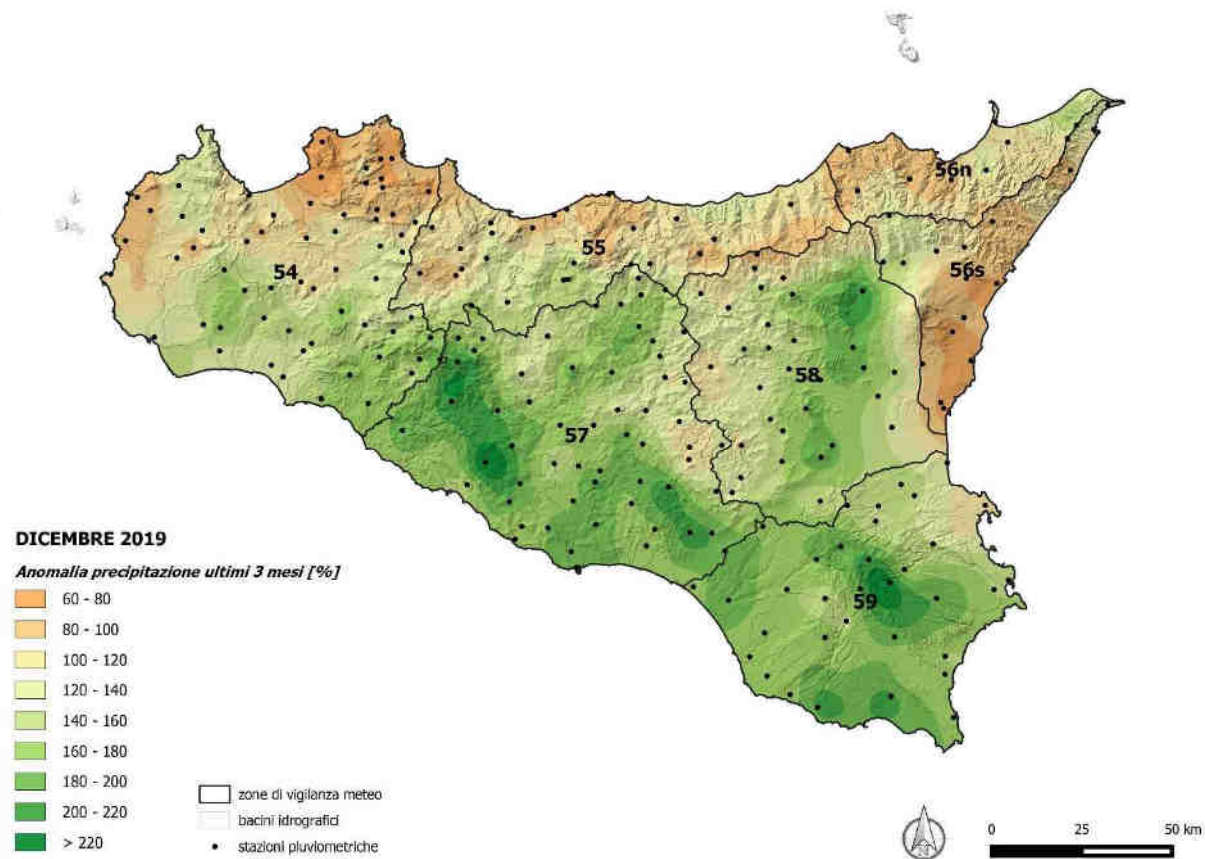 56n
55
56s
54
58
57
59
DICEMBRE 2019
Anomalia precipitazione ultimi 3 mesi [%]
60 - 80
80 - 100
100 - 120
120 - 140
140 - 160
160 - 180
180 - 200
200 - 220
> 220
zone di vigilanza meteo
bacini idrografici
stazioni pluviometriche
N
0 25 50 km